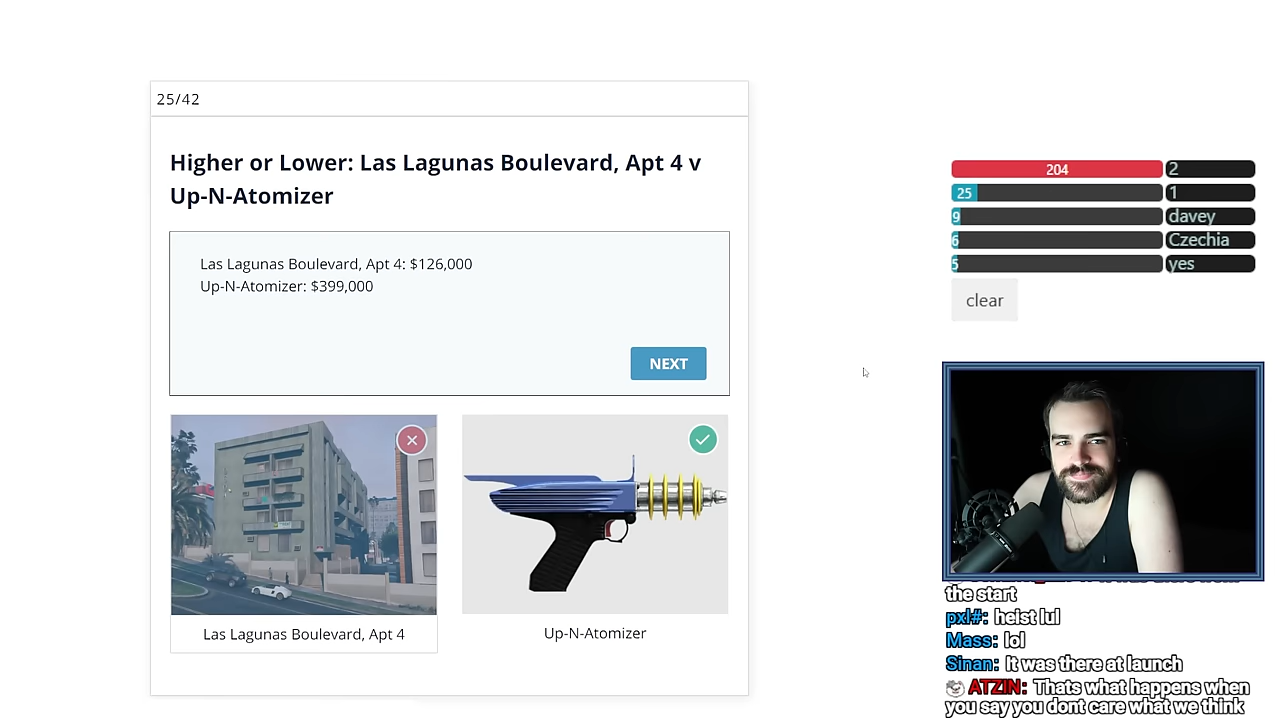 25/42
Higher or Lower: Las Lagunas Boulevard, Apt 4 v
Up-N-Atomizer
Las Lagunas Boulevard, Apt 4: $126,000
Up-N-Atomizer: $399,000
NEXT
Las Lagunas Boulevard, Apt 4
Up-N-Atomizer
204 2
25 1
9 davey
6 Czechia
5 yes
clear
the start
pxl#: heist lul
Mass: lol
Sinan: It was there at launch
ATZIN: Thats what happens when
you say you dont care what we think